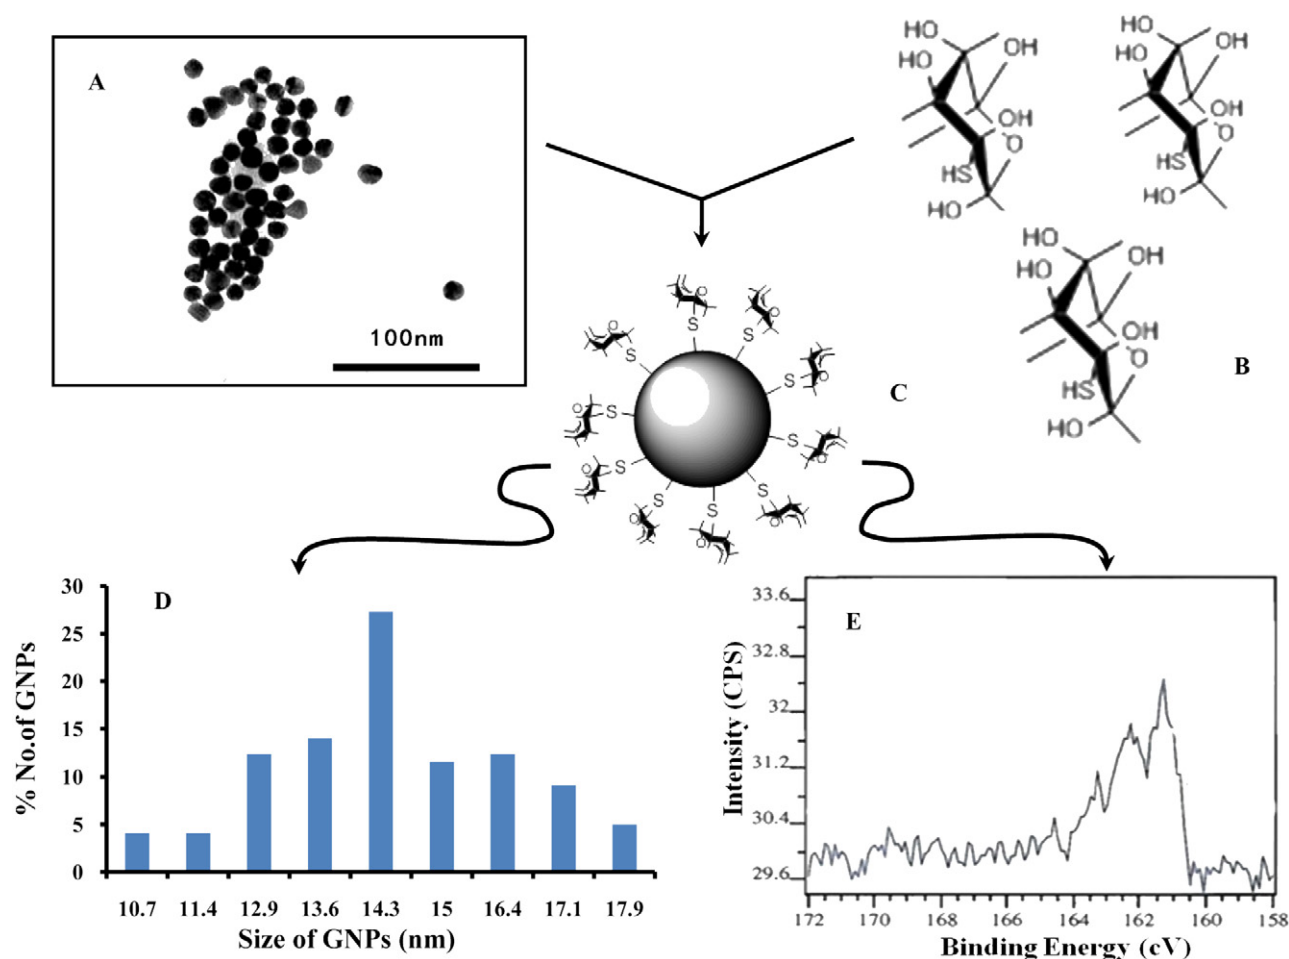 A
100nm
HO
OH
HO
OH
O
HS
HO
HO
OH
HO
OH
O
HS
HO
HO
OH
HO
OH
O
HS
HO
B
C
S
O
S
O
S
O
S
O
S
O
S
O
S
O
S
O
S
O
S
O
S
O
D
% No.of GNPs
30
25
20
15
10
5
0
10.7 11.4 12.9 13.6 14.3 15 16.4 17.1 17.9
Size of GNPs (nm)
E
Intensity (CPS)
33.6
32.8
32
31.2
30.4
29.6
172 170 168 166 164 162 160 158
Binding Energy (cV)